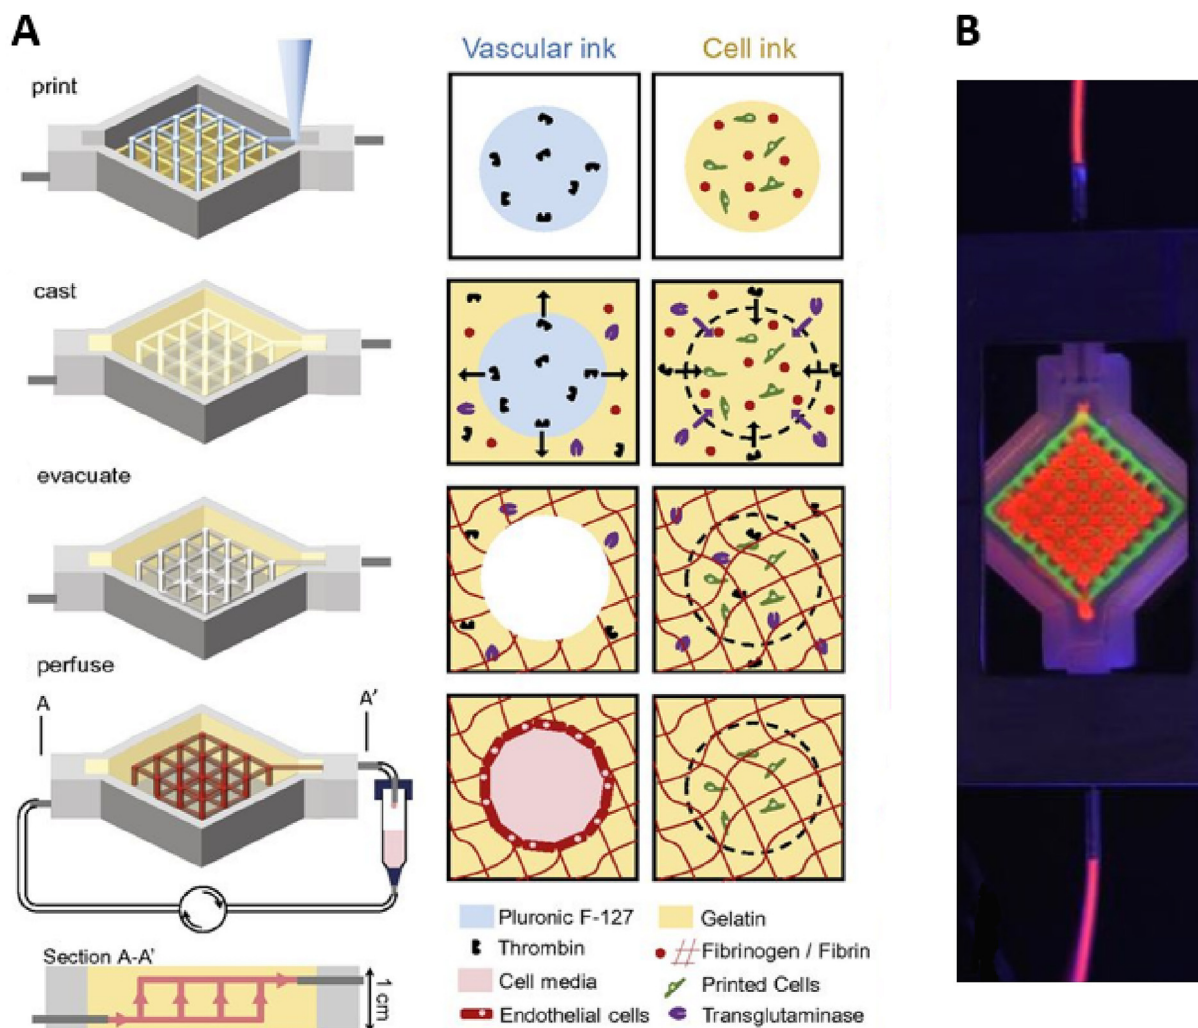 A
B
Vascular ink
Cell ink
print
cast
evacuate
perfuse
A
A'
Section A-A'
1 cm
Pluronic F-127
Gelatin
Thrombin
Fibrinogen / Fibrin
Cell media
Printed Cells
Endothelial cells
Transglutaminase